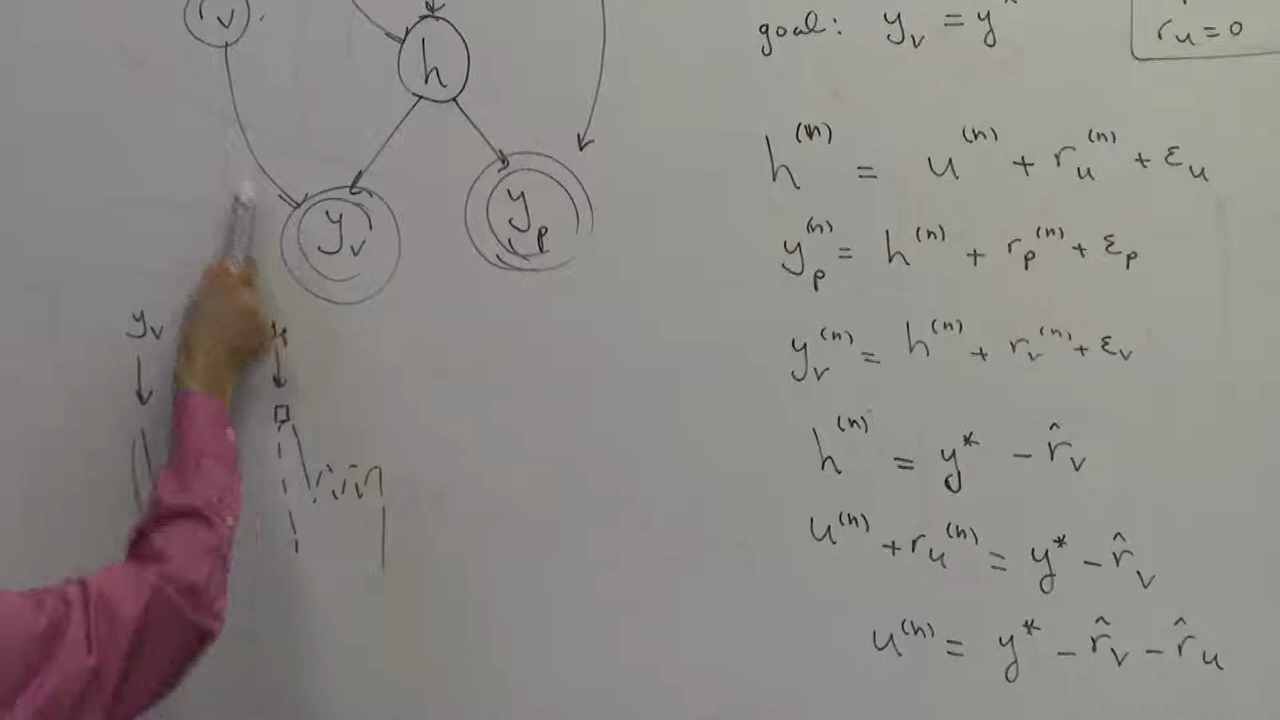 r_v
h
y_v
y_p
y_v
goal: y_v = y*
r_u = 0
h^(n) = u^(n) + r_u^(n) + ε_u
y_p^(n) = h^(n) + r_p^(n) + ε_p
y_v^(n) = h^(n) + r_v^(n) + ε_v
h^(n) = y* - r̂_v
u^(n) + r_u^(n) = y* - r̂_v
u^(n) = y* - r̂_v - r̂_u